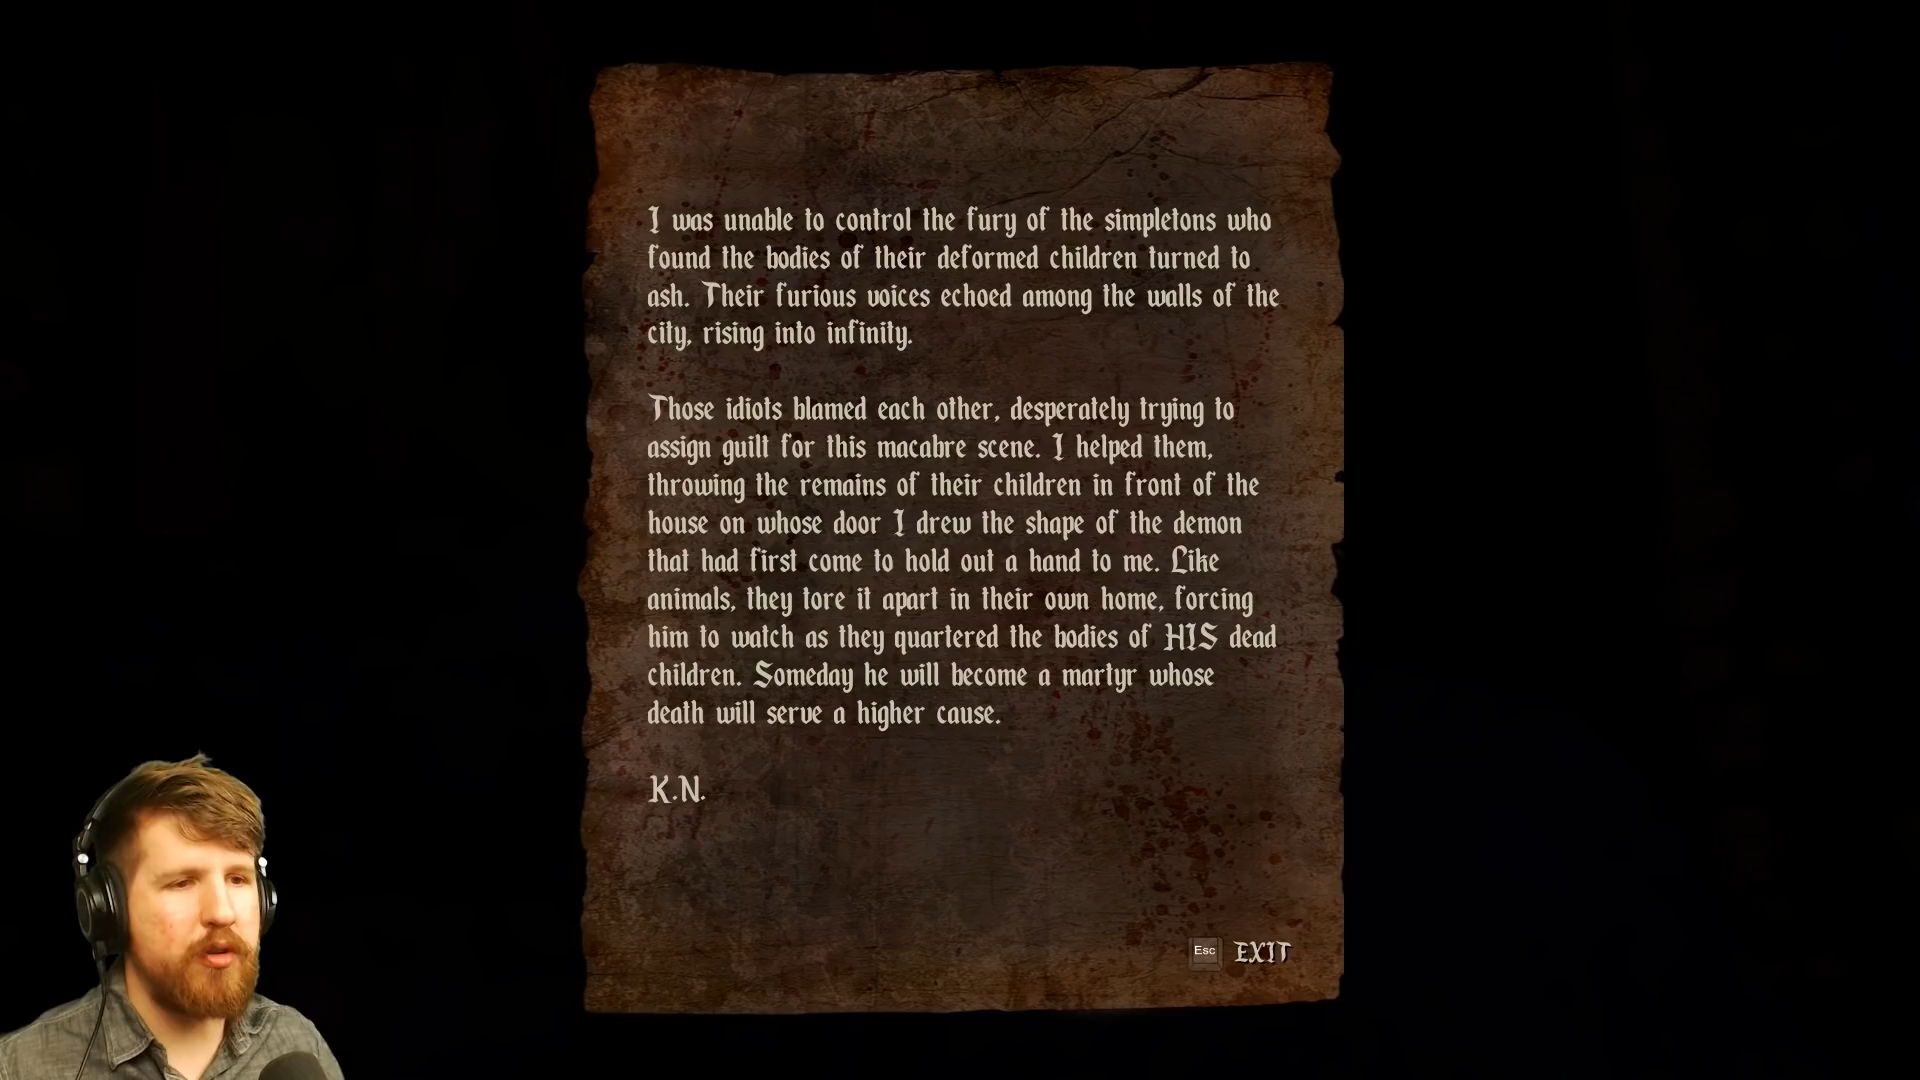 I was unable to control the fury of the simpletons who
found the bodies of their deformed children turned to
ash. Their furious voices echoed among the walls of the
city, rising into infinity.
Those idiots blamed each other, desperately trying to
assign guilt for this macabre scene. I helped them,
throwing the remains of their children in front of the
house on whose door I drew the shape of the demon
that had first come to hold out a hand to me. Like
animals, they tore it apart in their own home, forcing
him to watch as they quartered the bodies of HIS dead
children. Someday he will become a martyr whose
death will serve a higher cause.
K.N.
Esc EXIT